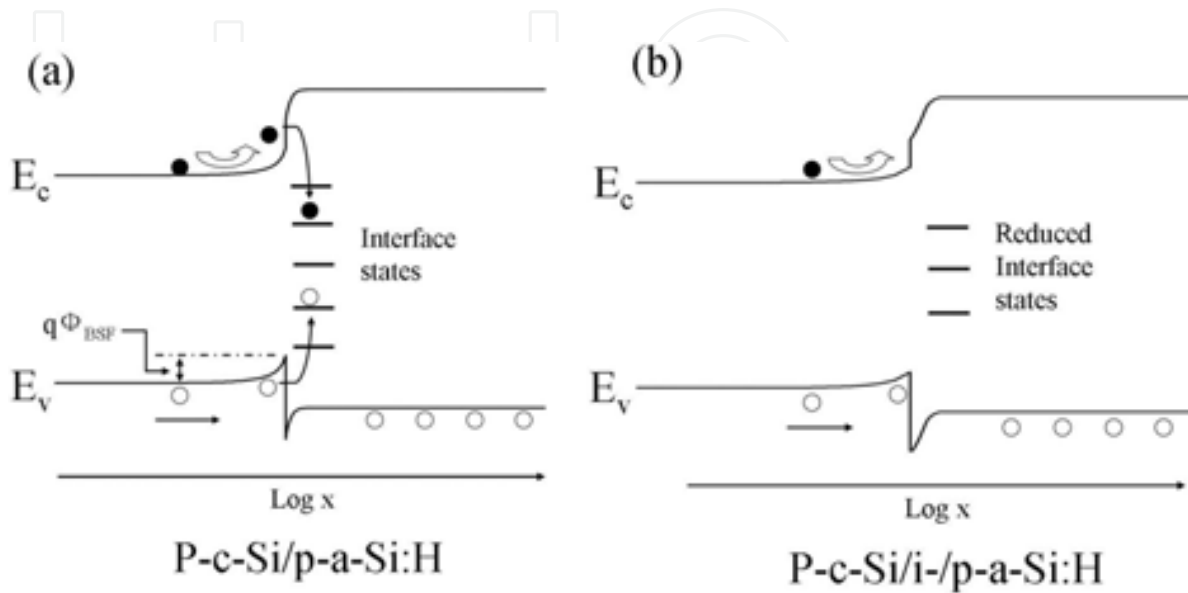 (a)
E_c
Interface
states
qΦ_BSF
E_v
Log x
P-c-Si/p-a-Si:H
(b)
E_c
Reduced
Interface
states
E_v
Log x
P-c-Si/i-/p-a-Si:H